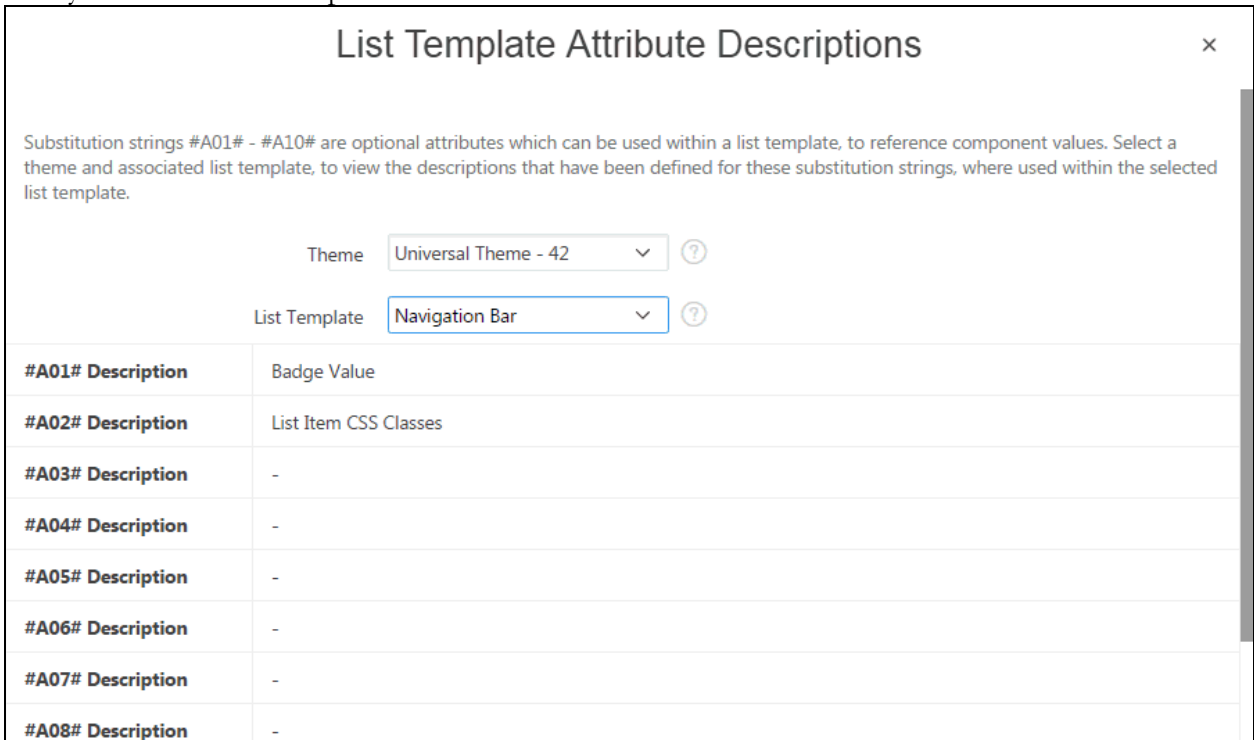 List Template Attribute Descriptions ×
Substitution strings #A01# - #A10# are optional attributes which can be used within a list template, to reference component values. Select a
theme and associated list template, to view the descriptions that have been defined for these substitution strings, where used within the selected
list template.
Theme Universal Theme - 42 ?
List Template Navigation Bar ?
#A01# Description Badge Value
#A02# Description List Item CSS Classes
#A03# Description -
#A04# Description -
#A05# Description -
#A06# Description -
#A07# Description -
#A08# Description -